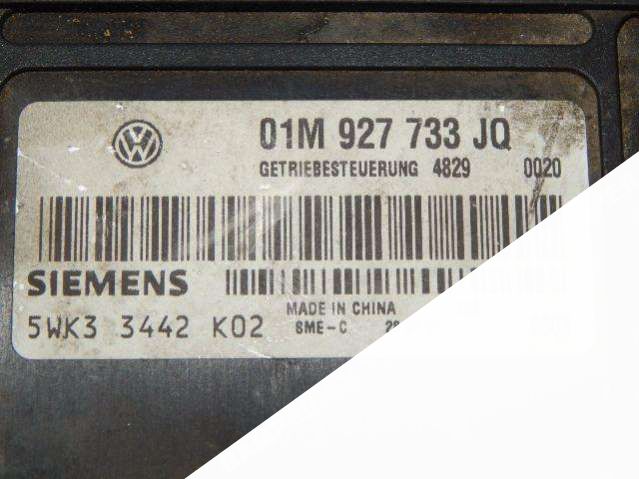 01M 927 733 JQ
GETRIEBESTEUERUNG 4829 0020
SIEMENS
MADE IN CHINA
5WK3 3442 K02 SME-C